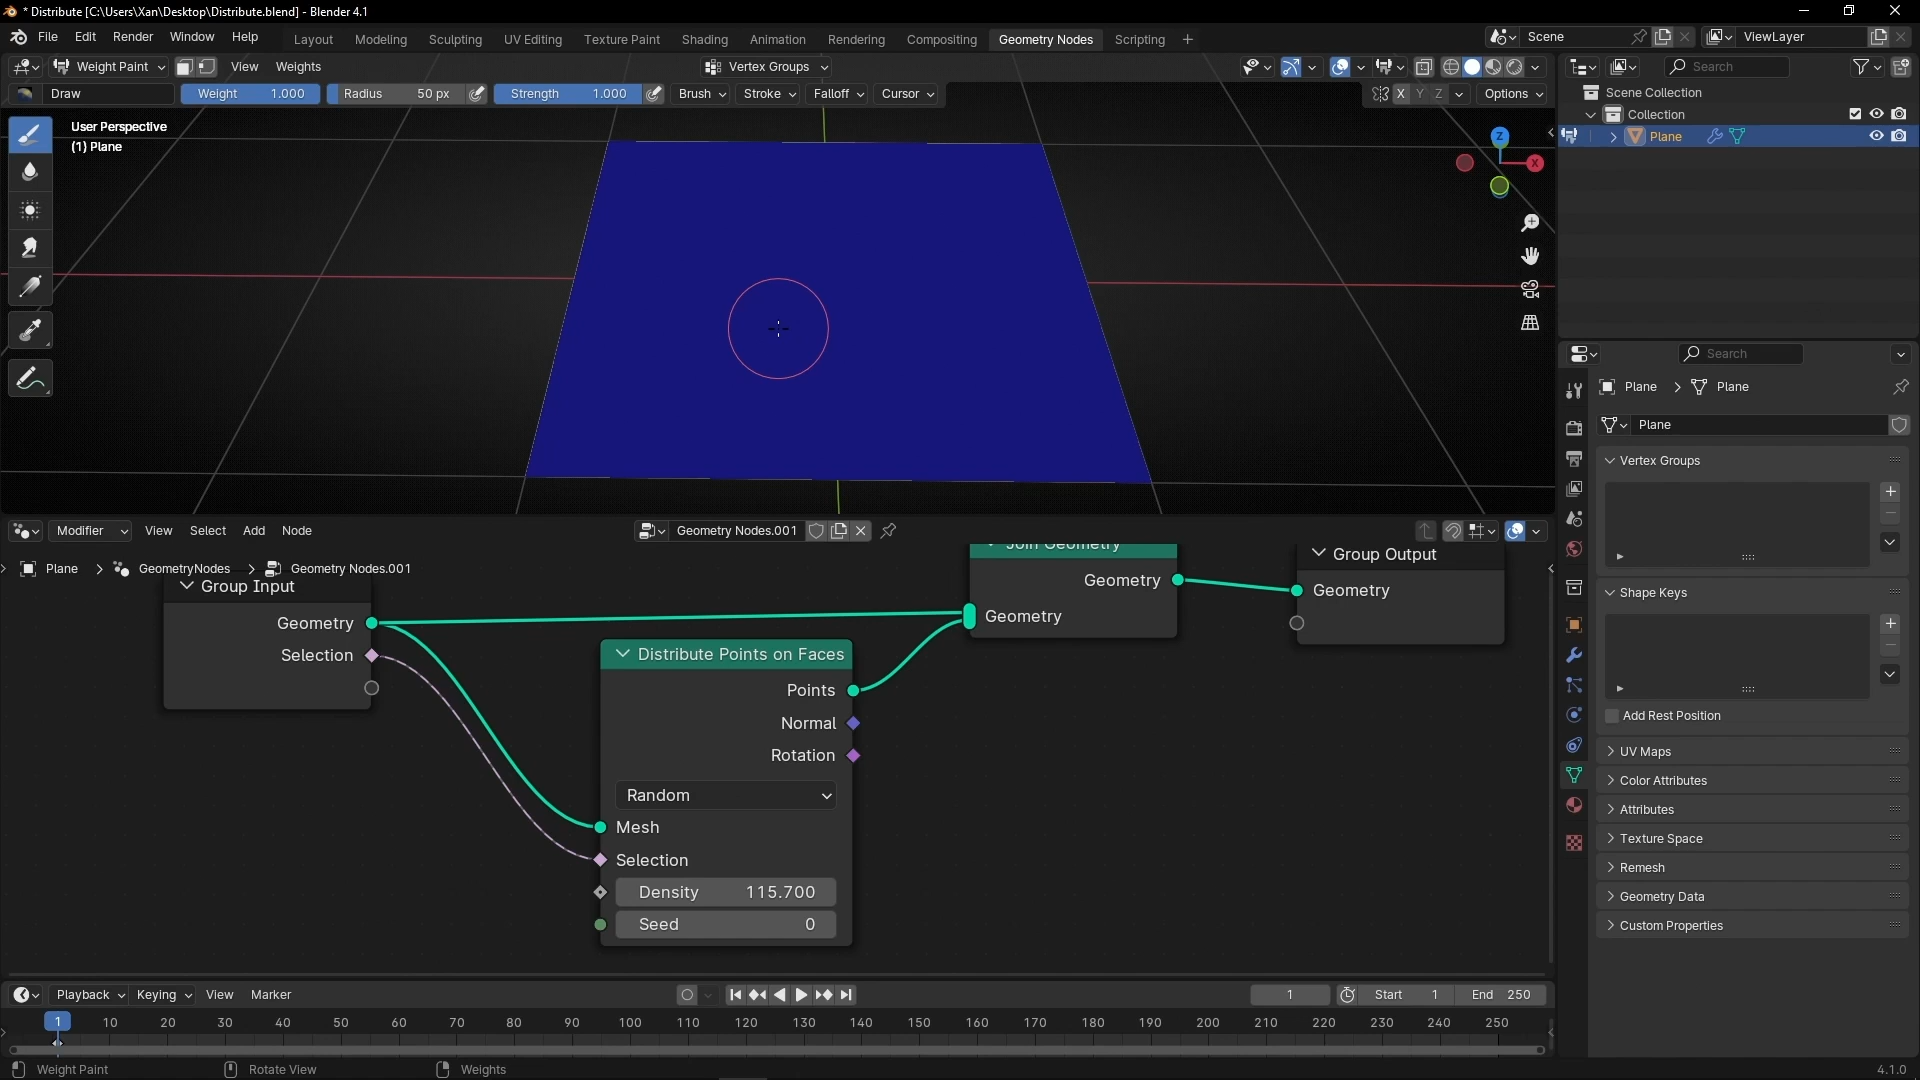 * Distribute [C:\Users\Xan\Desktop\Distribute.blend] - Blender 4.1
File Edit Render Window Help Layout Modeling Sculpting UV Editing Texture Paint Shading Animation Rendering Compositing Geometry Nodes Scripting + Scene ViewLayer
Weight Paint View Weights Vertex Groups
Draw Weight 1.000 Radius 50 px Strength 1.000 Brush Stroke Falloff Cursor X Y Z Options
User Perspective
(1) Plane
Z
X
Search
Scene Collection
Collection
Plane
Search
Plane > Plane
Plane
Vertex Groups
Shape Keys
Add Rest Position
UV Maps
Color Attributes
Attributes
Texture Space
Remesh
Geometry Data
Custom Properties
Modifier View Select Add Node Geometry Nodes.001
Plane > GeometryNodes > Geometry Nodes.001
Group Input
Geometry
Selection
Distribute Points on Faces
Points
Normal
Rotation
Random
Mesh
Selection
Density 115.700
Seed 0
Join Geometry
Geometry
Geometry
Group Output
Geometry
Playback Keying View Marker 1 Start 1 End 250
1 10 20 30 40 50 60 70 80 90 100 110 120 130 140 150 160 170 180 190 200 210 220 230 240 250
Weight Paint Rotate View Weights 4.1.0